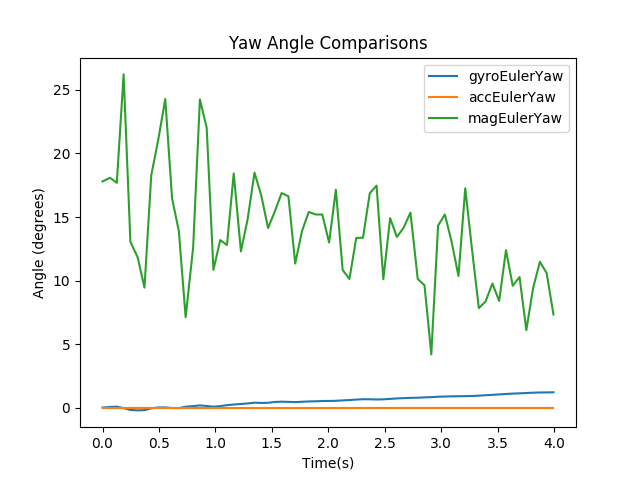 Yaw Angle Comparisons
gyroEulerYaw
accEulerYaw
magEulerYaw
Angle (degrees)
25
20
15
10
5
0
0.0 0.5 1.0 1.5 2.0 2.5 3.0 3.5 4.0
Time(s)